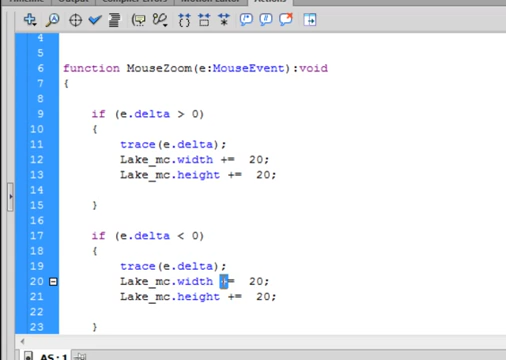 Timeline Output Compiler Errors Motion Editor Actions
4
5
6 function MouseZoom(e:MouseEvent):void
7 {
8
9 if (e.delta > 0)
10 {
11 trace(e.delta);
12 Lake_mc.width += 20;
13 Lake_mc.height += 20;
14
15 }
16
17 if (e.delta < 0)
18 {
19 trace(e.delta);
20 Lake_mc.width += 20;
21 Lake_mc.height += 20;
22
23 }
AS:1